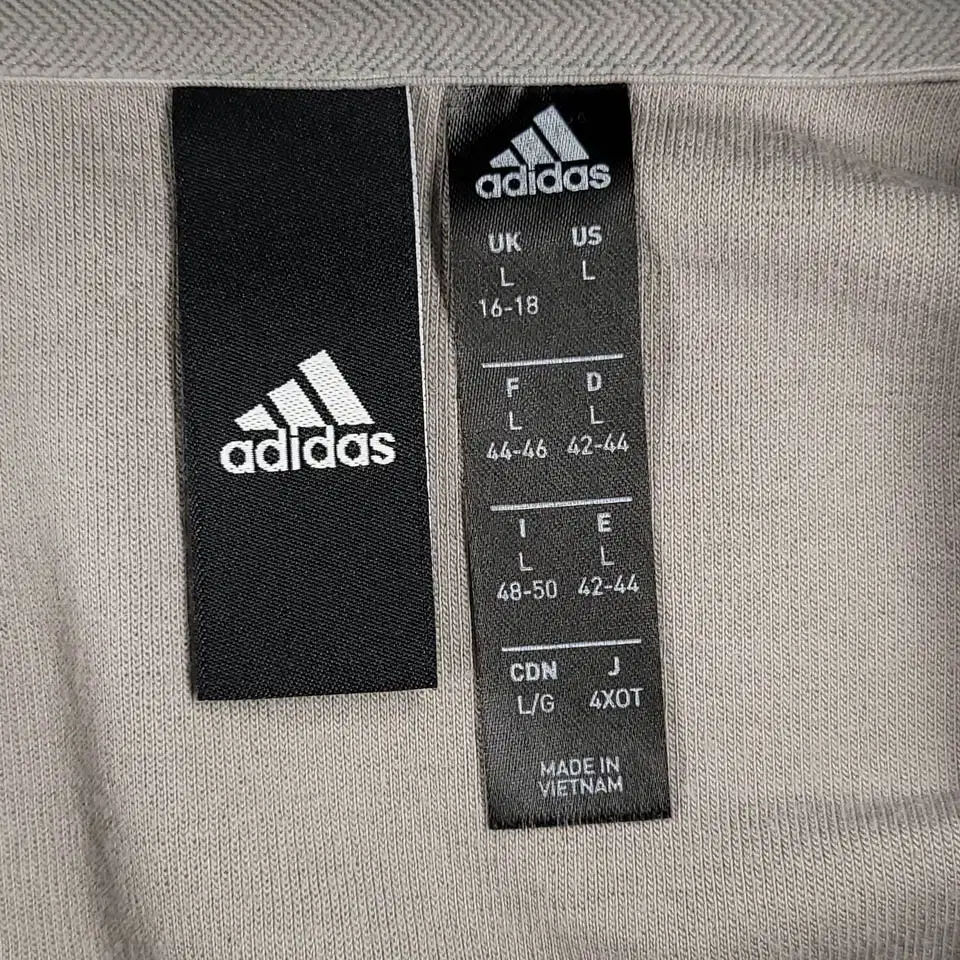 adidas
adidas
UK US
L L
16-18
F D
L L
44-46 42-44
I E
L L
48-50 42-44
CDN J
L/G 4XOT
MADE IN
VIETNAM